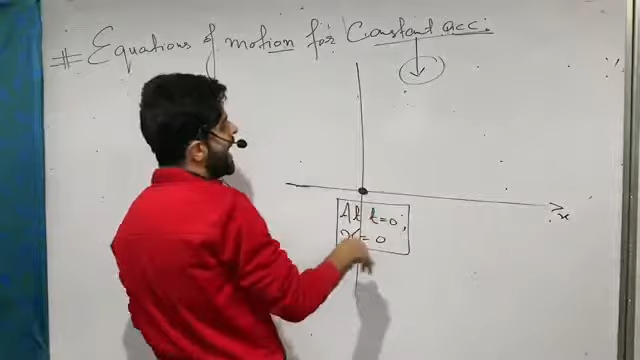 # Equations of motion for Constant acc:
x
At t=0;
x=0